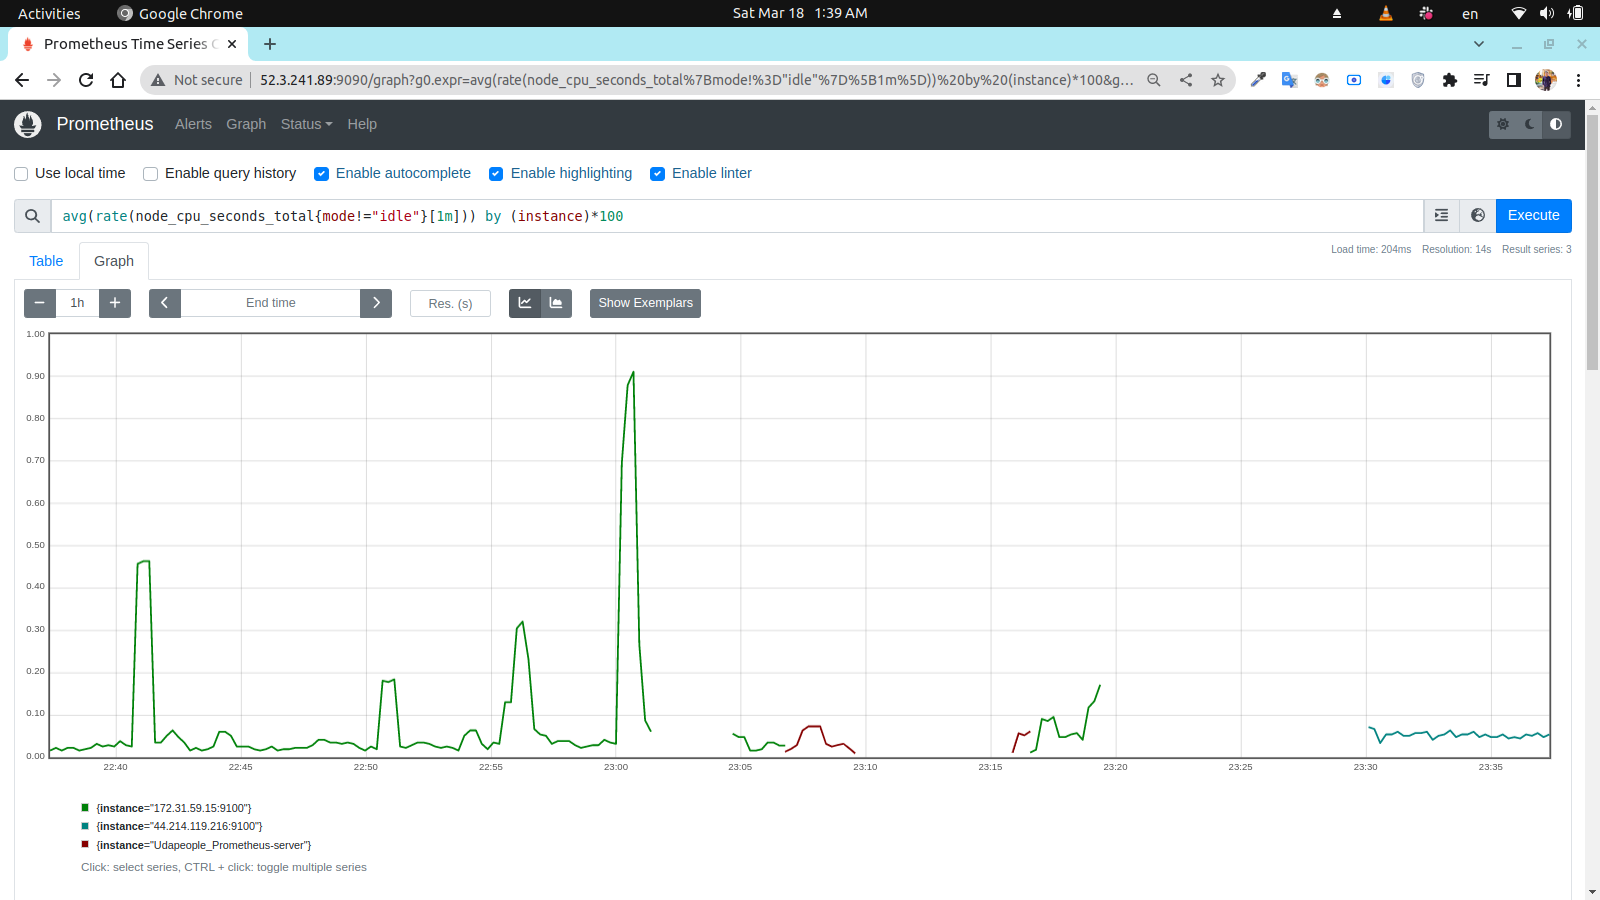 Activities Google Chrome Sat Mar 18 1:39 AM en
Prometheus Time Series C
Not secure 52.3.241.89:9090/graph?g0.expr=avg(rate(node_cpu_seconds_total%7Bmode!%3D"idle"%7D%5B1m%5D))%20by%20(instance)*100&g...
Prometheus Alerts Graph Status Help
Use local time Enable query history Enable autocomplete Enable highlighting Enable linter
avg(rate(node_cpu_seconds_total{mode!="idle"}[1m])) by (instance)*100 Execute
Load time: 204ms Resolution: 14s Result series: 3
Table Graph
− 1h + End time Res. (s) Show Exemplars
1.00
0.90
0.80
0.70
0.60
0.50
0.40
0.30
0.20
0.10
0.00
22:40 22:45 22:50 22:55 23:00 23:05 23:10 23:15 23:20 23:25 23:30 23:35
{instance="172.31.59.15:9100"}
{instance="44.214.119.216:9100"}
{instance="Udapeople_Prometheus-server"}
Click: select series, CTRL + click: toggle multiple series